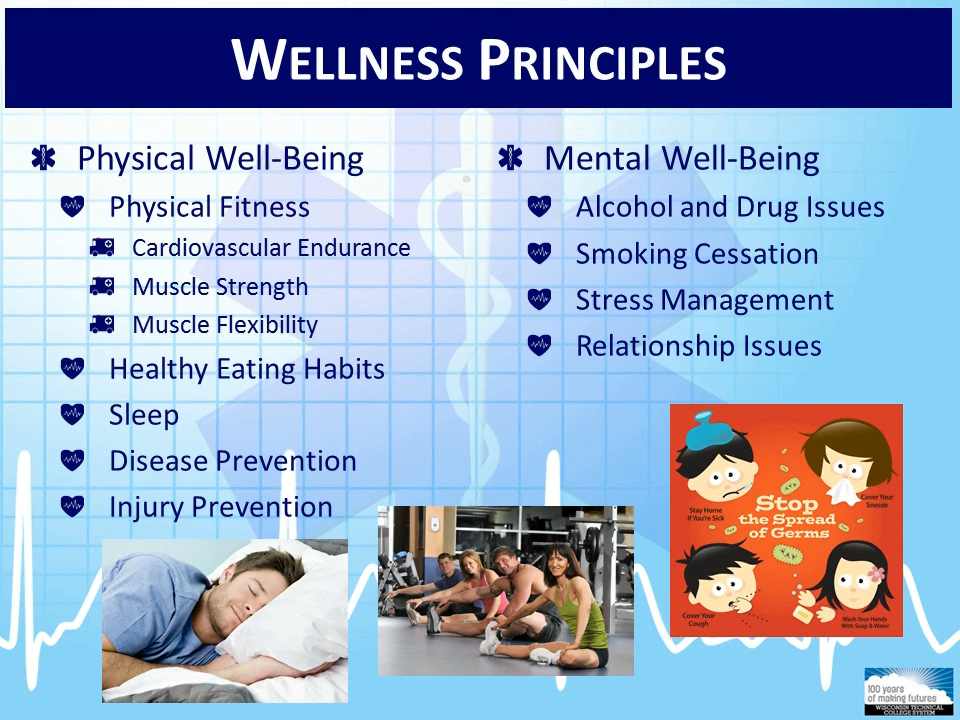 WELLNESS PRINCIPLES
Physical Well-Being
Physical Fitness
Cardiovascular Endurance
Muscle Strength
Muscle Flexibility
Healthy Eating Habits
Sleep
Disease Prevention
Injury Prevention
Mental Well-Being
Alcohol and Drug Issues
Smoking Cessation
Stress Management
Relationship Issues
Stay Home
If You're Sick
Cover Your
Sneeze
Stop
the Spread
of Germs
Cover Your
Cough
Wash Your Hands
With Soap & Water
100 years
of making futures
WISCONSIN TECHNICAL
COLLEGE SYSTEM